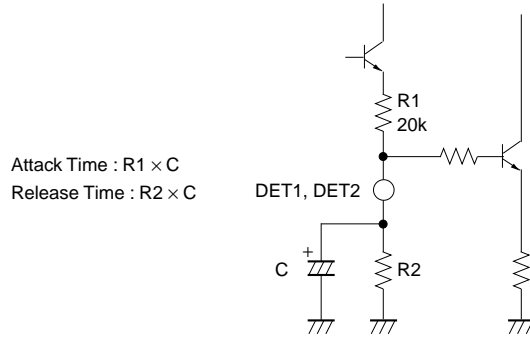 R1
20k
Attack Time : R1 × C
Release Time : R2 × C
DET1, DET2
+
C
R2